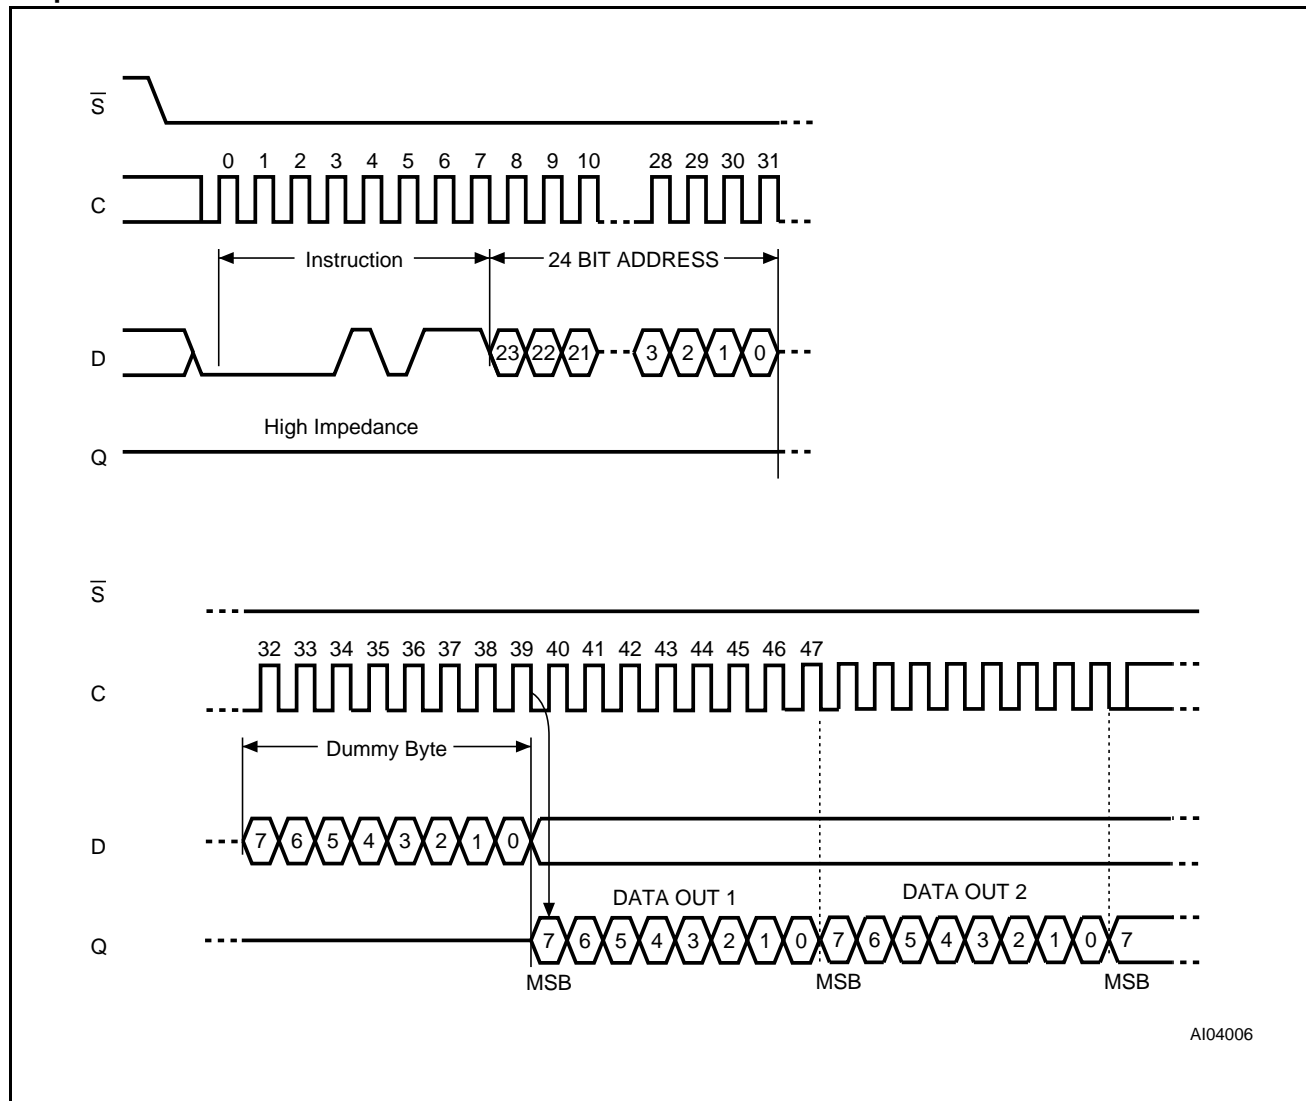 S̅
0 1 2 3 4 5 6 7 8 9 10 28 29 30 31
C
Instruction 24 BIT ADDRESS
D 23 22 21 3 2 1 0
High Impedance
Q
S̅
32 33 34 35 36 37 38 39 40 41 42 43 44 45 46 47
C
Dummy Byte
D 7 6 5 4 3 2 1 0
DATA OUT 1 DATA OUT 2
Q 7 6 5 4 3 2 1 0 7 6 5 4 3 2 1 0 7
MSB MSB MSB
AI04006